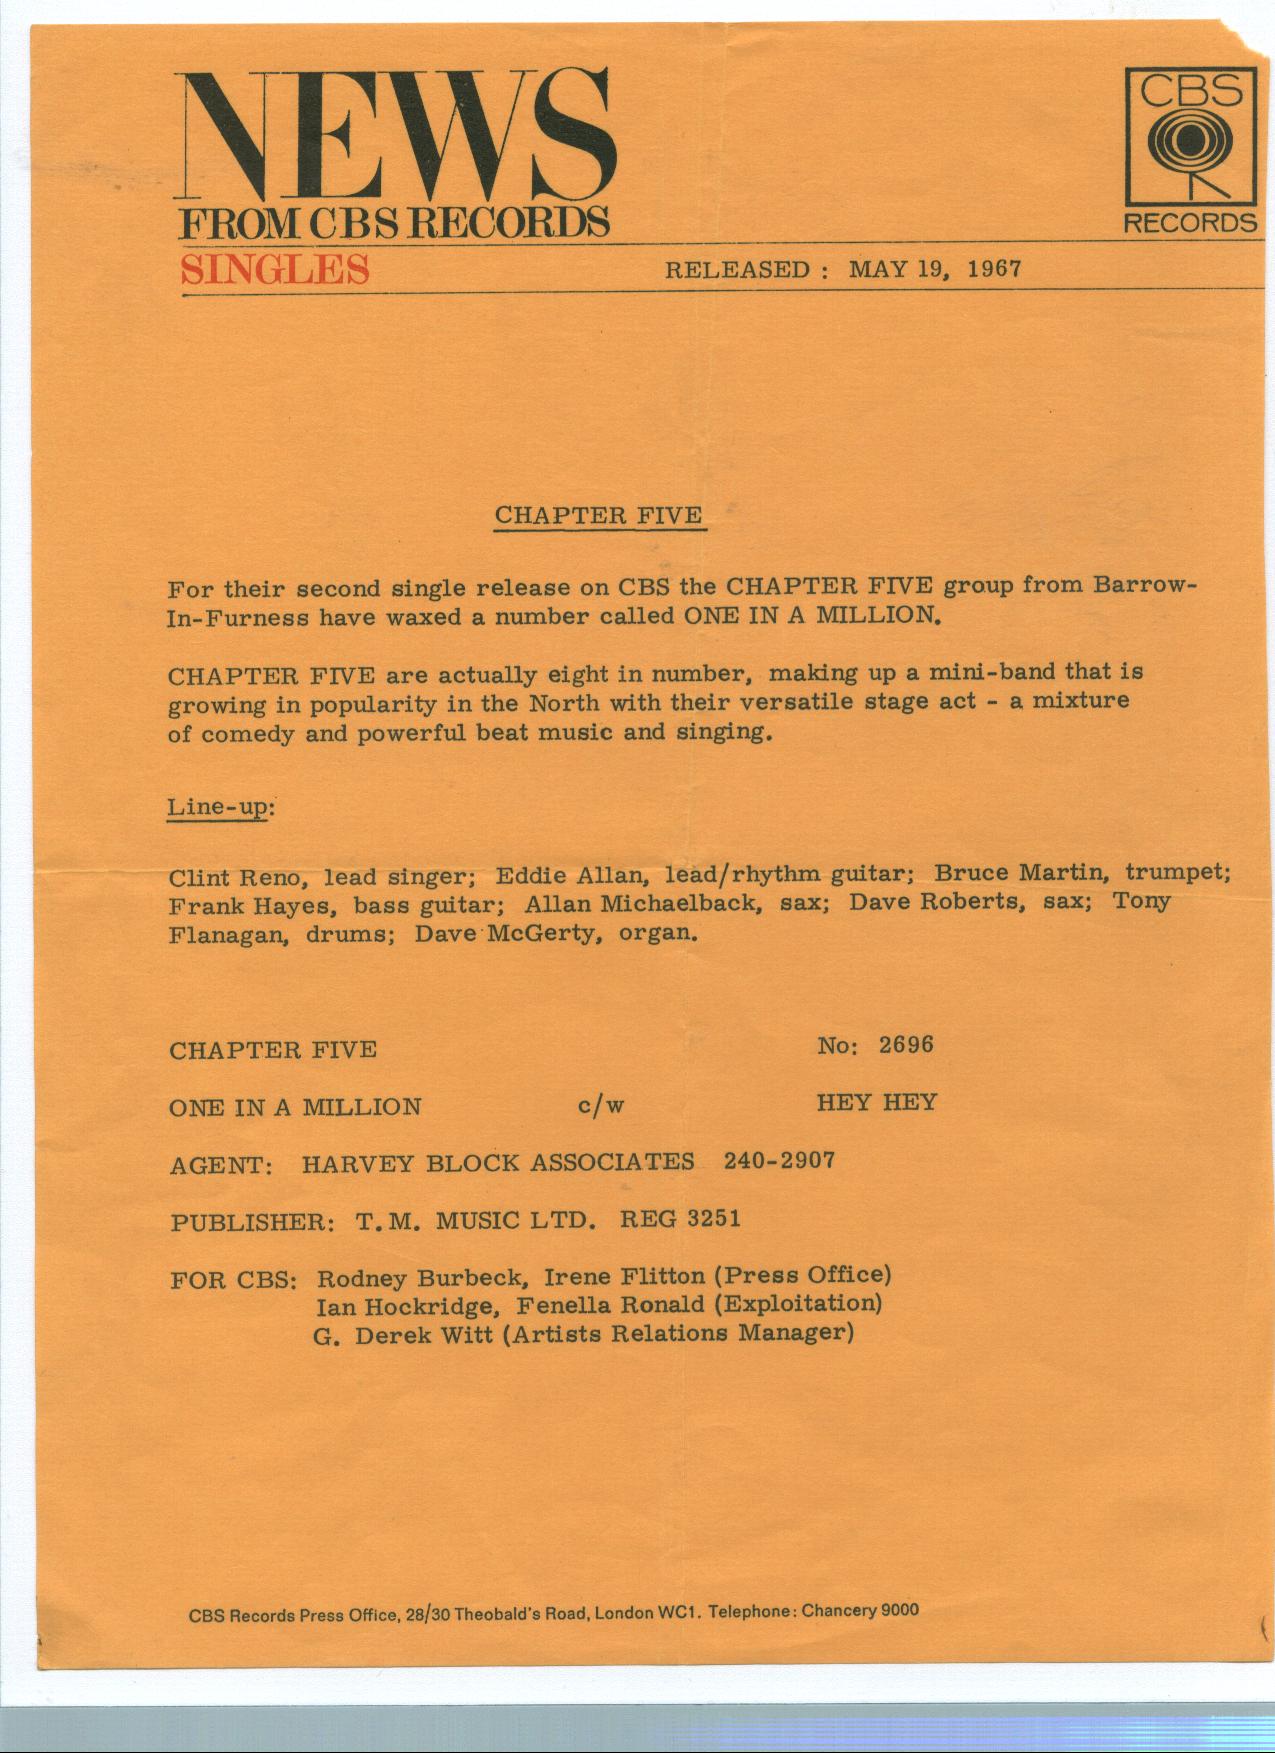 NEWS
FROM CBS RECORDS
CBS
RECORDS
SINGLES RELEASED : MAY 19, 1967
CHAPTER FIVE
For their second single release on CBS the CHAPTER FIVE group from Barrow-
In-Furness have waxed a number called ONE IN A MILLION.
CHAPTER FIVE are actually eight in number, making up a mini-band that is
growing in popularity in the North with their versatile stage act - a mixture
of comedy and powerful beat music and singing.
Line-up:
Clint Reno, lead singer; Eddie Allan, lead/rhythm guitar; Bruce Martin, trumpet;
Frank Hayes, bass guitar; Allan Michaelback, sax; Dave Roberts, sax; Tony
Flanagan, drums; Dave McGerty, organ.
CHAPTER FIVE No: 2696
ONE IN A MILLION c/w HEY HEY
AGENT: HARVEY BLOCK ASSOCIATES 240-2907
PUBLISHER: T.M. MUSIC LTD. REG 3251
FOR CBS: Rodney Burbeck, Irene Flitton (Press Office)
Ian Hockridge, Fenella Ronald (Exploitation)
G. Derek Witt (Artists Relations Manager)
CBS Records Press Office, 28/30 Theobald's Road, London WC1. Telephone: Chancery 9000